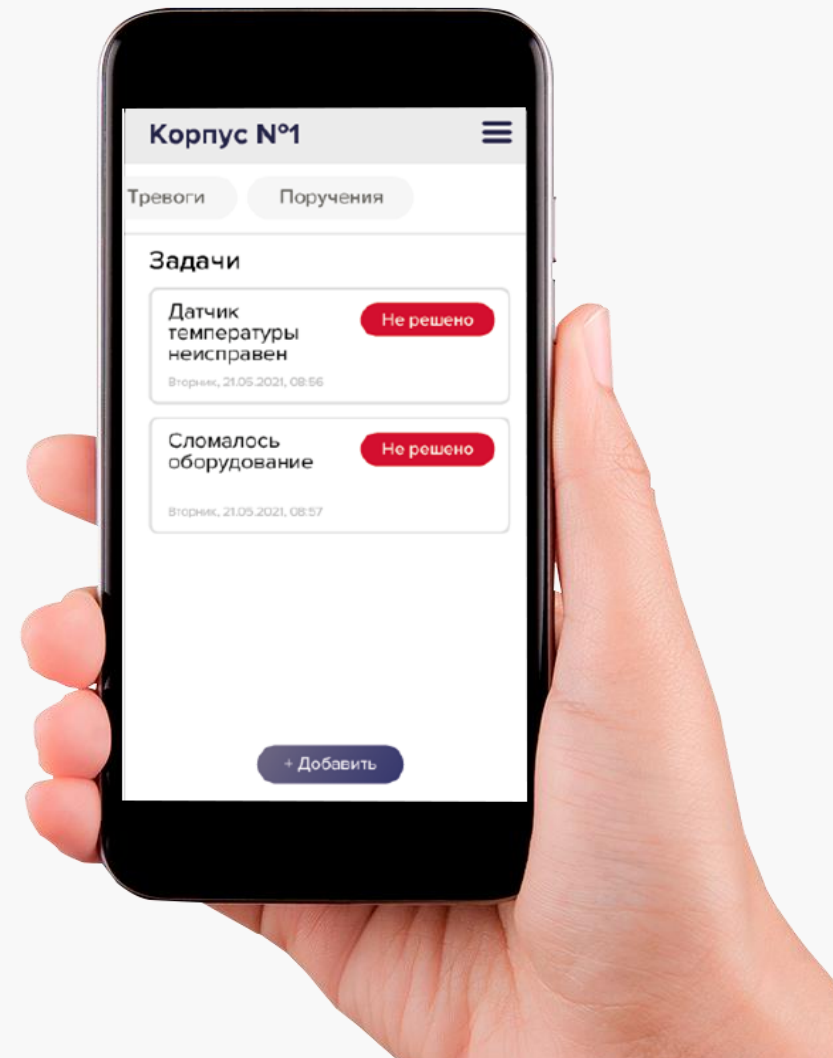 Корпус №1
Тревоги
Поручения
Задачи
Датчик
температуры
неисправен
Не решено
Вторник, 21.05.2021, 08:56
Сломалось
оборудование
Не решено
Вторник, 21.05.2021, 08:57
+ Добавить